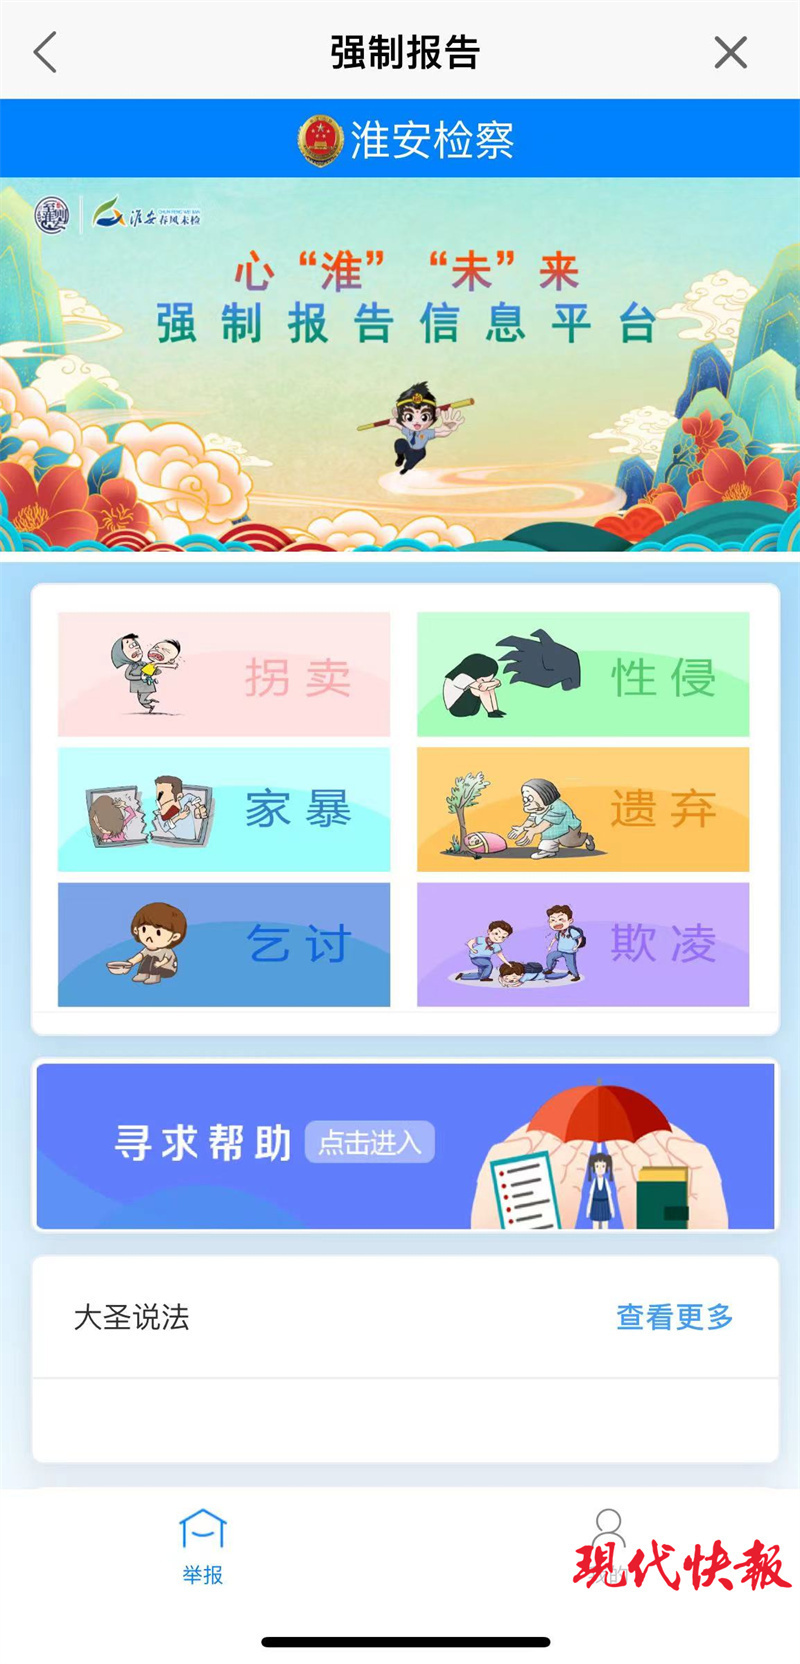 强制报告
淮安检察
淮安春风未检
心“淮”“未”来
强制报告信息平台
拐卖
性侵
家暴
遗弃
乞讨
欺凌
寻求帮助 点击进入
大圣说法
查看更多
举报
现代快報